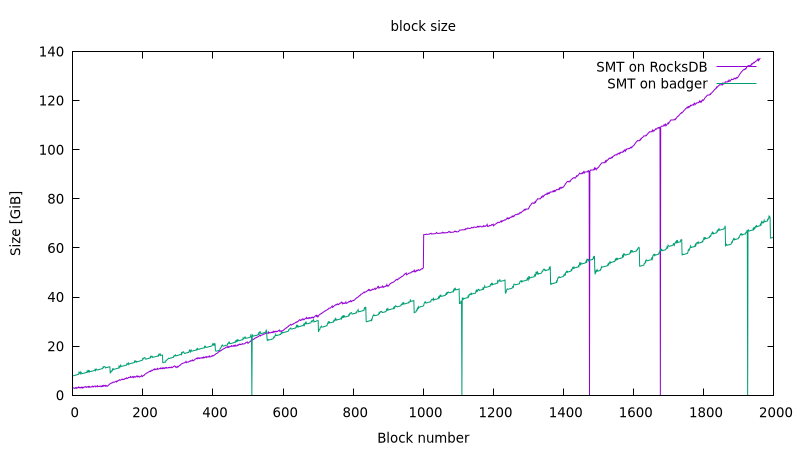 block size
Size [GiB]
140
120
100
80
60
40
20
0
SMT on RocksDB
SMT on badger
0 200 400 600 800 1000 1200 1400 1600 1800 2000
Block number